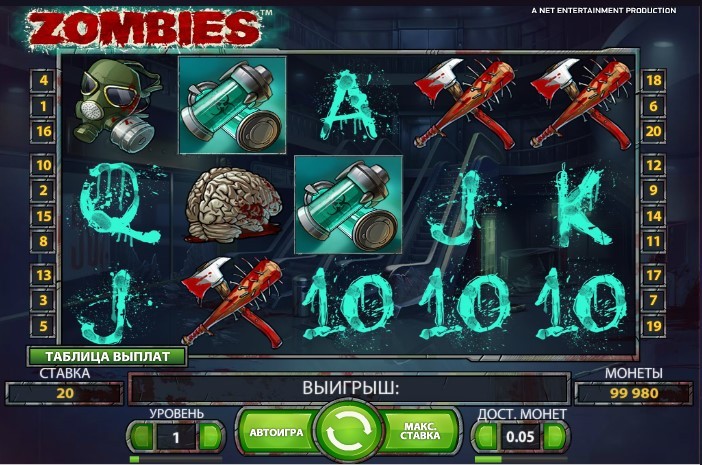 ZOMBIES™
A NET ENTERTAINMENT PRODUCTION
4 A 18
1 6
16 20
10 12
2 Q J K 9
15 14
8 11
13 17
3 J 10 10 10 7
5 19
ТАБЛИЦА ВЫПЛАТ
СТАВКА ВЫИГРЫШ: МОНЕТЫ
20 99 980
УРОВЕНЬ ДОСТ. МОНЕТ
1 АВТОИГРА МАКС. СТАВКА 0.05